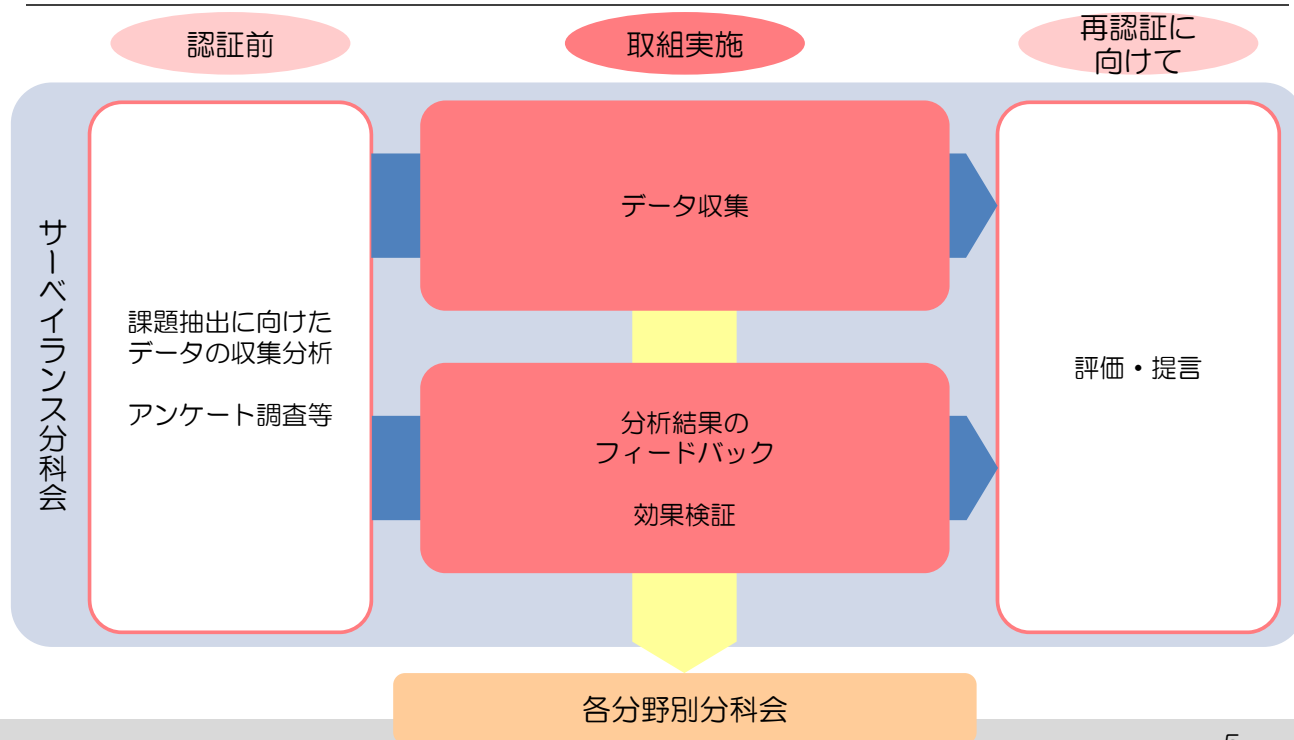 認証前
取組実施
再認証に
向けて
サーベイランス分科会
課題抽出に向けた
データの収集分析
アンケート調査等
データ収集
分析結果の
フィードバック
効果検証
評価・提言
各分野別分科会